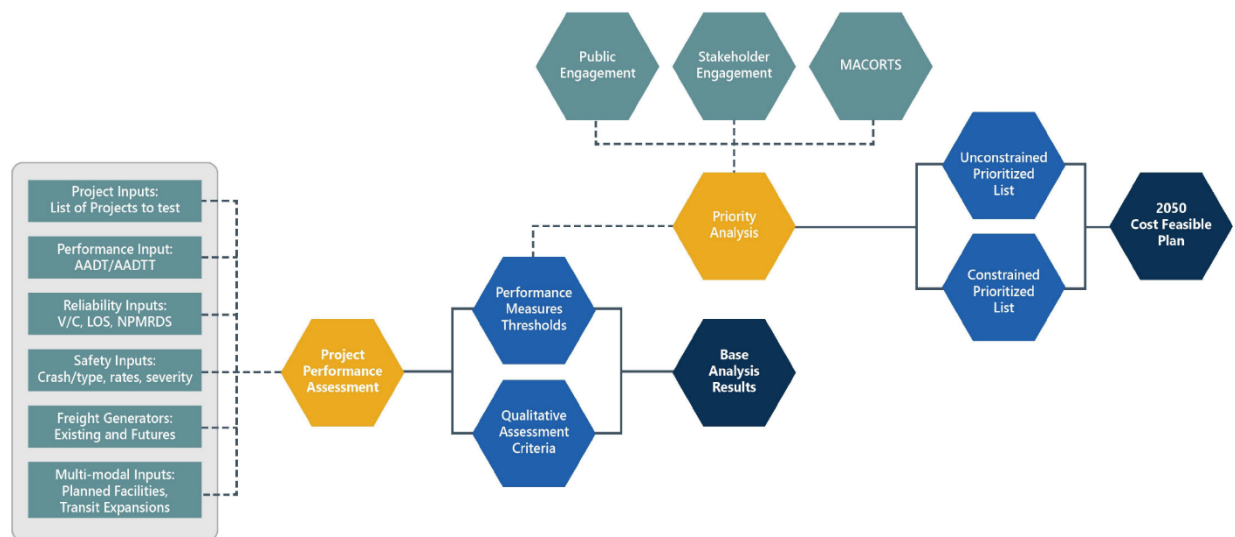 Public
Engagement
Stakeholder
Engagement
MACORTS
Project Inputs:
List of Projects to test
Performance Input:
AADT/AADTT
Reliability Inputs:
V/C, LOS, NPMRDS
Safety Inputs:
Crash/type, rates, severity
Freight Generators:
Existing and Futures
Multi-modal Inputs:
Planned Facilities,
Transit Expansions
Project
Performance
Assessment
Performance
Measures
Thresholds
Qualitative
Assessment
Criteria
Base
Analysis
Results
Priority
Analysis
Unconstrained
Prioritized
List
Constrained
Prioritized
List
2050
Cost Feasible
Plan